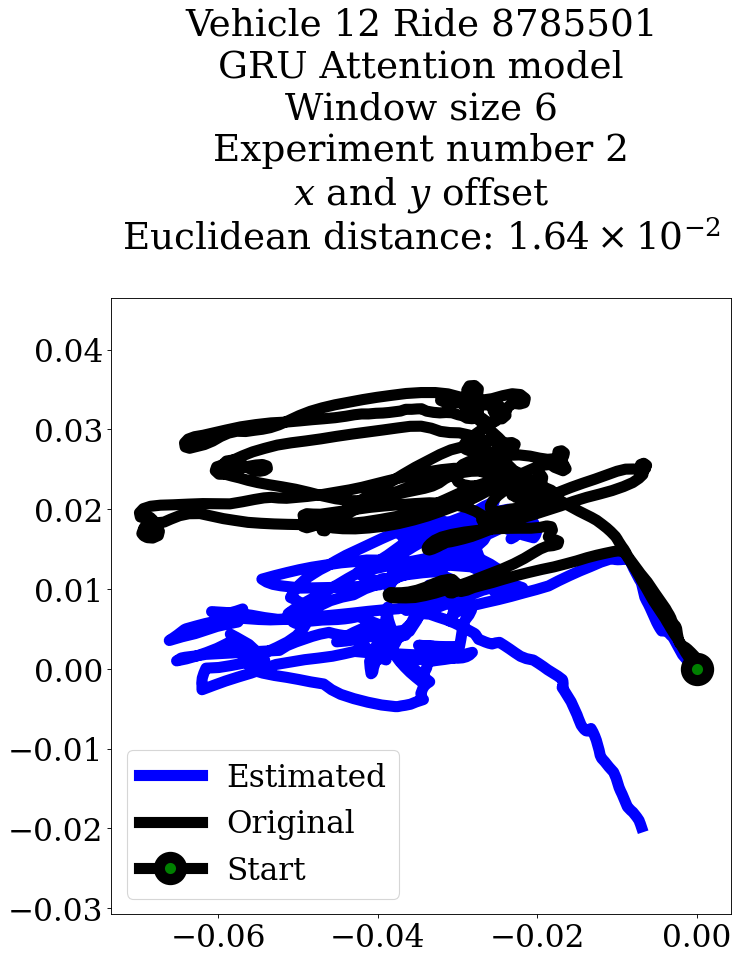 Vehicle 12 Ride 8785501
GRU Attention model
Window size 6
Experiment number 2
x and y offset
Euclidean distance: 1.64 × 10⁻²
0.04
0.03
0.02
0.01
0.00
−0.01
−0.02
−0.03
Estimated
Original
Start
−0.06 −0.04 −0.02 0.00